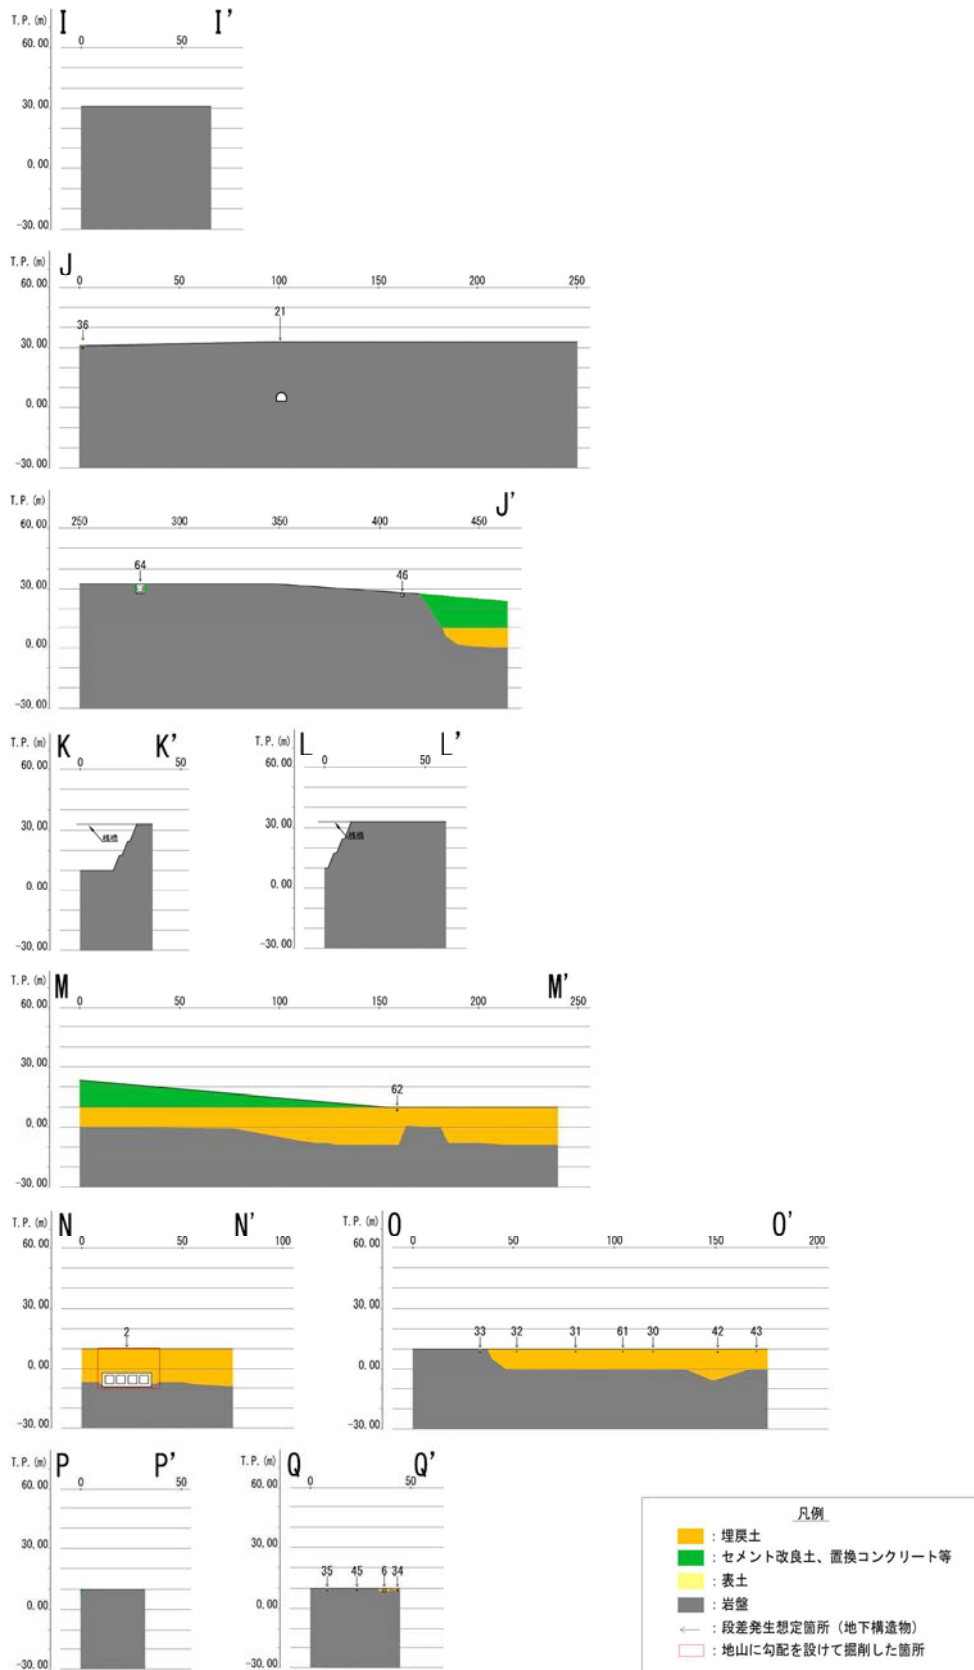 T.P.(m) I I'
0 50
60.00
30.00
0.00
-30.00
T.P.(m) J
0 50 100 150 200 250
60.00
36 21
30.00
0.00
-30.00
T.P.(m) J'
250 300 350 400 450
60.00
64 46
30.00
0.00
-30.00
T.P.(m) K K'
0 50
60.00
30.00
桟橋
0.00
-30.00
T.P.(m) L L'
0 50
60.00
30.00
桟橋
0.00
-30.00
T.P.(m) M M'
0 50 100 150 200 250
60.00
30.00
62
0.00
-30.00
T.P.(m) N N'
0 50 100
60.00
30.00
2
0.00
-30.00
T.P.(m) O O'
0 50 100 150 200
60.00
30.00
33 32 31 61 30 42 43
0.00
-30.00
T.P.(m) P P'
0 50
60.00
30.00
0.00
-30.00
T.P.(m) Q Q'
0 50
60.00
30.00
35 45 6 34
0.00
-30.00
凡例
:埋戻土
:セメント改良土、置換コンクリート等
:表土
:岩盤
:段差発生想定箇所(地下構造物)
:地山に勾配を設けて掘削した箇所